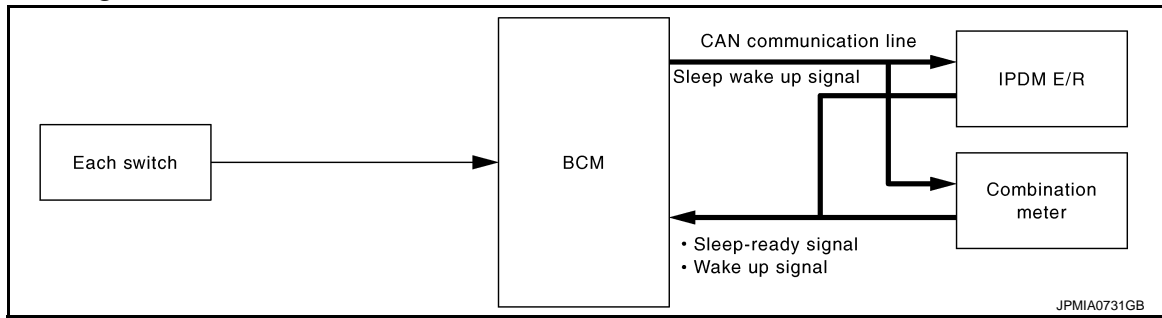 CAN communication line
Sleep wake up signal
IPDM E/R
Each switch
BCM
Combination
meter
• Sleep-ready signal
• Wake up signal
JPMIA0731GB